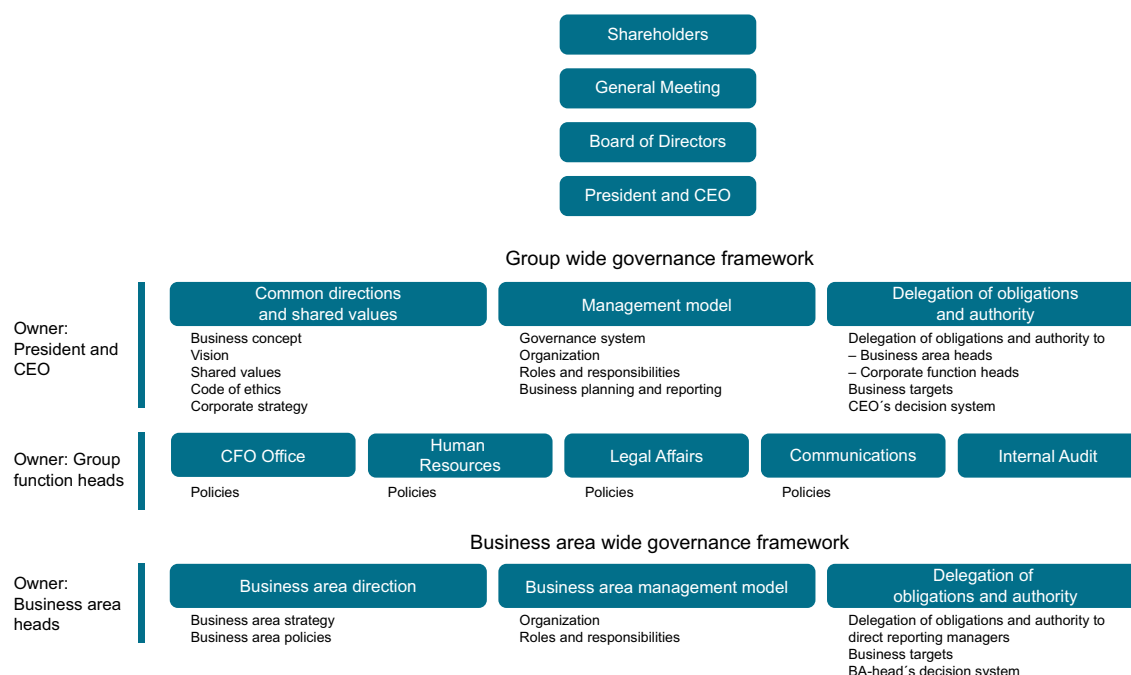 Shareholders
General Meeting
Board of Directors
President and CEO
Group wide governance framework
Owner:
President and
CEO
Common directions
and shared values
Business concept
Vision
Shared values
Code of ethics
Corporate strategy
Management model
Governance system
Organization
Roles and responsibilities
Business planning and reporting
Delegation of obligations
and authority
Delegation of obligations and authority to
– Business area heads
– Corporate function heads
Business targets
CEO´s decision system
Owner: Group
function heads
CFO Office
Policies
Human
Resources
Policies
Legal Affairs
Policies
Communications
Policies
Internal Audit
Business area wide governance framework
Owner:
Business area
heads
Business area direction
Business area strategy
Business area policies
Business area management model
Organization
Roles and responsibilities
Delegation of
obligations and authority
Delegation of obligations and authority to
direct reporting managers
Business targets
BA-head´s decision system